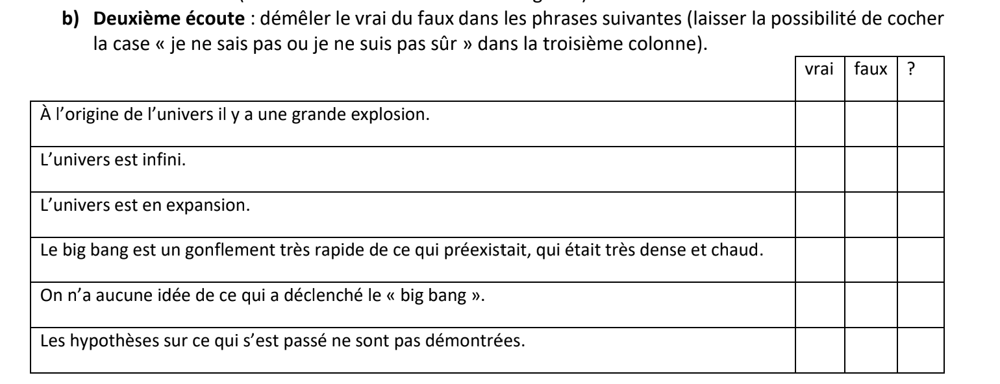 b) Deuxième écoute : démêler le vrai du faux dans les phrases suivantes (laisser la possibilité de cocher
la case « je ne sais pas ou je ne suis pas sûr » dans la troisième colonne).
vrai faux ?
À l’origine de l’univers il y a une grande explosion.
L’univers est infini.
L’univers est en expansion.
Le big bang est un gonflement très rapide de ce qui préexistait, qui était très dense et chaud.
On n’a aucune idée de ce qui a déclenché le « big bang ».
Les hypothèses sur ce qui s’est passé ne sont pas démontrées.